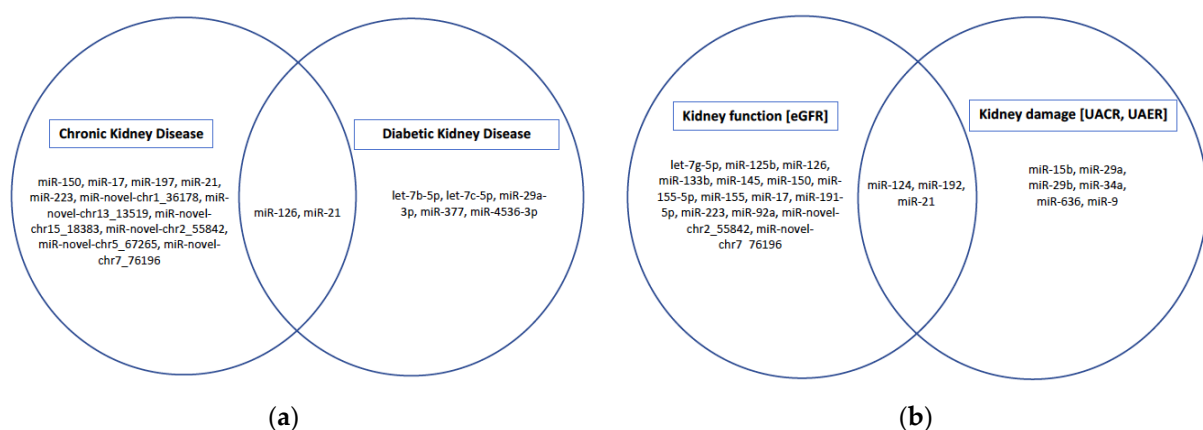 Chronic Kidney Disease
miR-150, miR-17, miR-197, miR-21,
miR-223, miR-novel-chr1_36178, miR-
novel-chr13_13519, miR-novel-
chr15_18383, miR-novel-chr2_55842,
miR-novel-chr5_67265, miR-novel-
chr7_76196
miR-126, miR-21
Diabetic Kidney Disease
let-7b-5p, let-7c-5p, miR-29a-
3p, miR-377, miR-4536-3p
(a)
Kidney function [eGFR]
let-7g-5p, miR-125b, miR-126,
miR-133b, miR-145, miR-150, miR-
155-5p, miR-155, miR-17, miR-191-
5p, miR-223, miR-92a, miR-novel-
chr2_55842, miR-novel-
chr7_76196
miR-124, miR-192,
miR-21
Kidney damage [UACR, UAER]
miR-15b, miR-29a,
miR-29b, miR-34a,
miR-636, miR-9
(b)